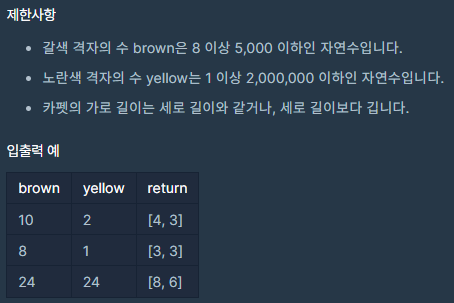 제한사항
갈색 격자의 수 brown은 8 이상 5,000 이하인 자연수입니다.
노란색 격자의 수 yellow는 1 이상 2,000,000 이하인 자연수입니다.
카펫의 가로 길이는 세로 길이와 같거나, 세로 길이보다 깁니다.
입출력 예
brown yellow return
10 2 [4, 3]
8 1 [3, 3]
24 24 [8, 6]